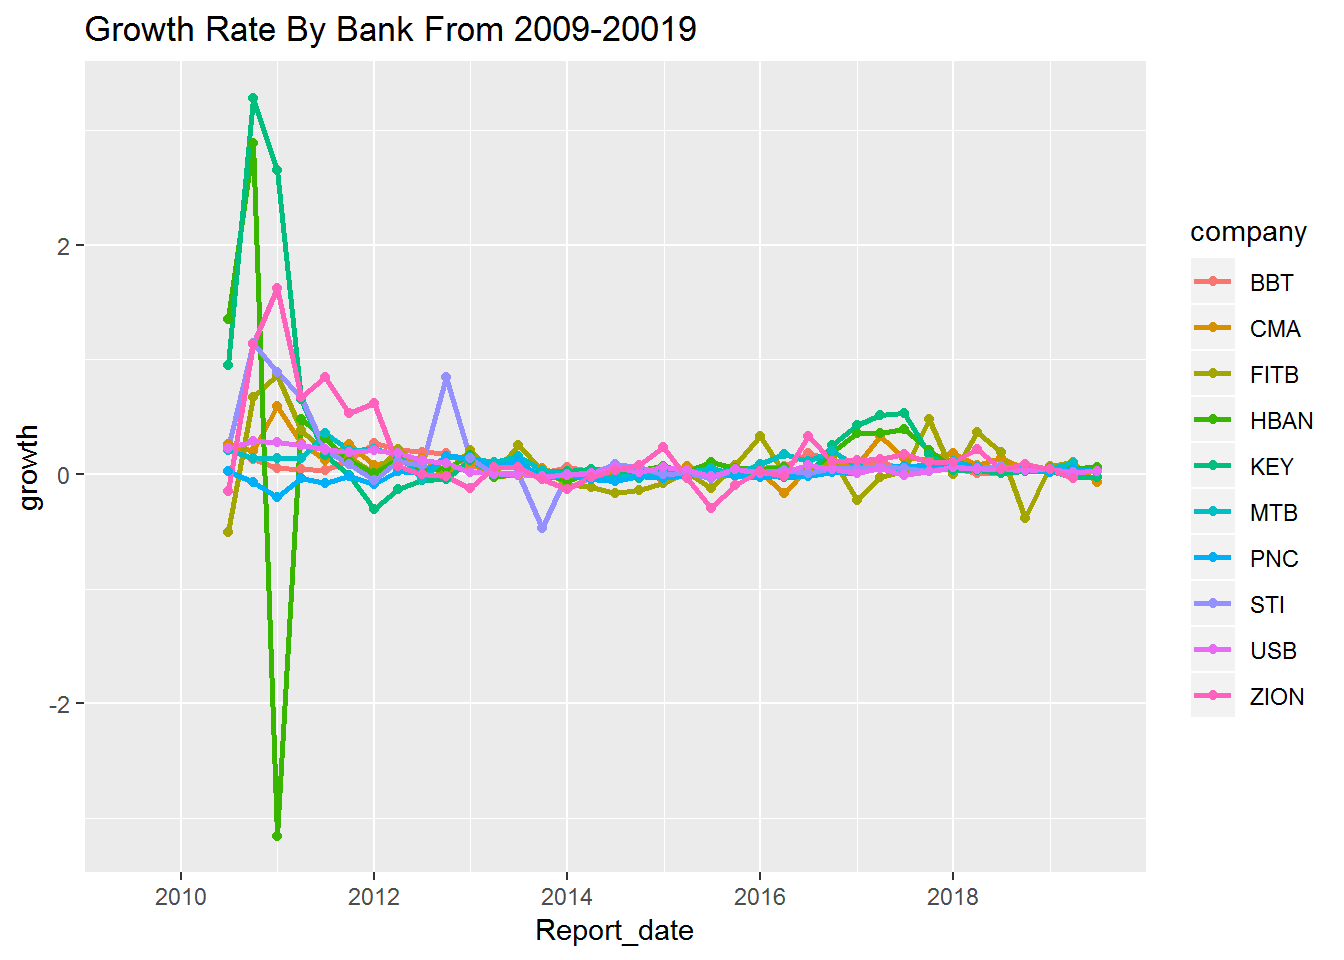 Growth Rate By Bank From 2009-20019
growth
2
0
-2
2010 2012 2014 2016 2018
Report_date
company
BBT
CMA
FITB
HBAN
KEY
MTB
PNC
STI
USB
ZION